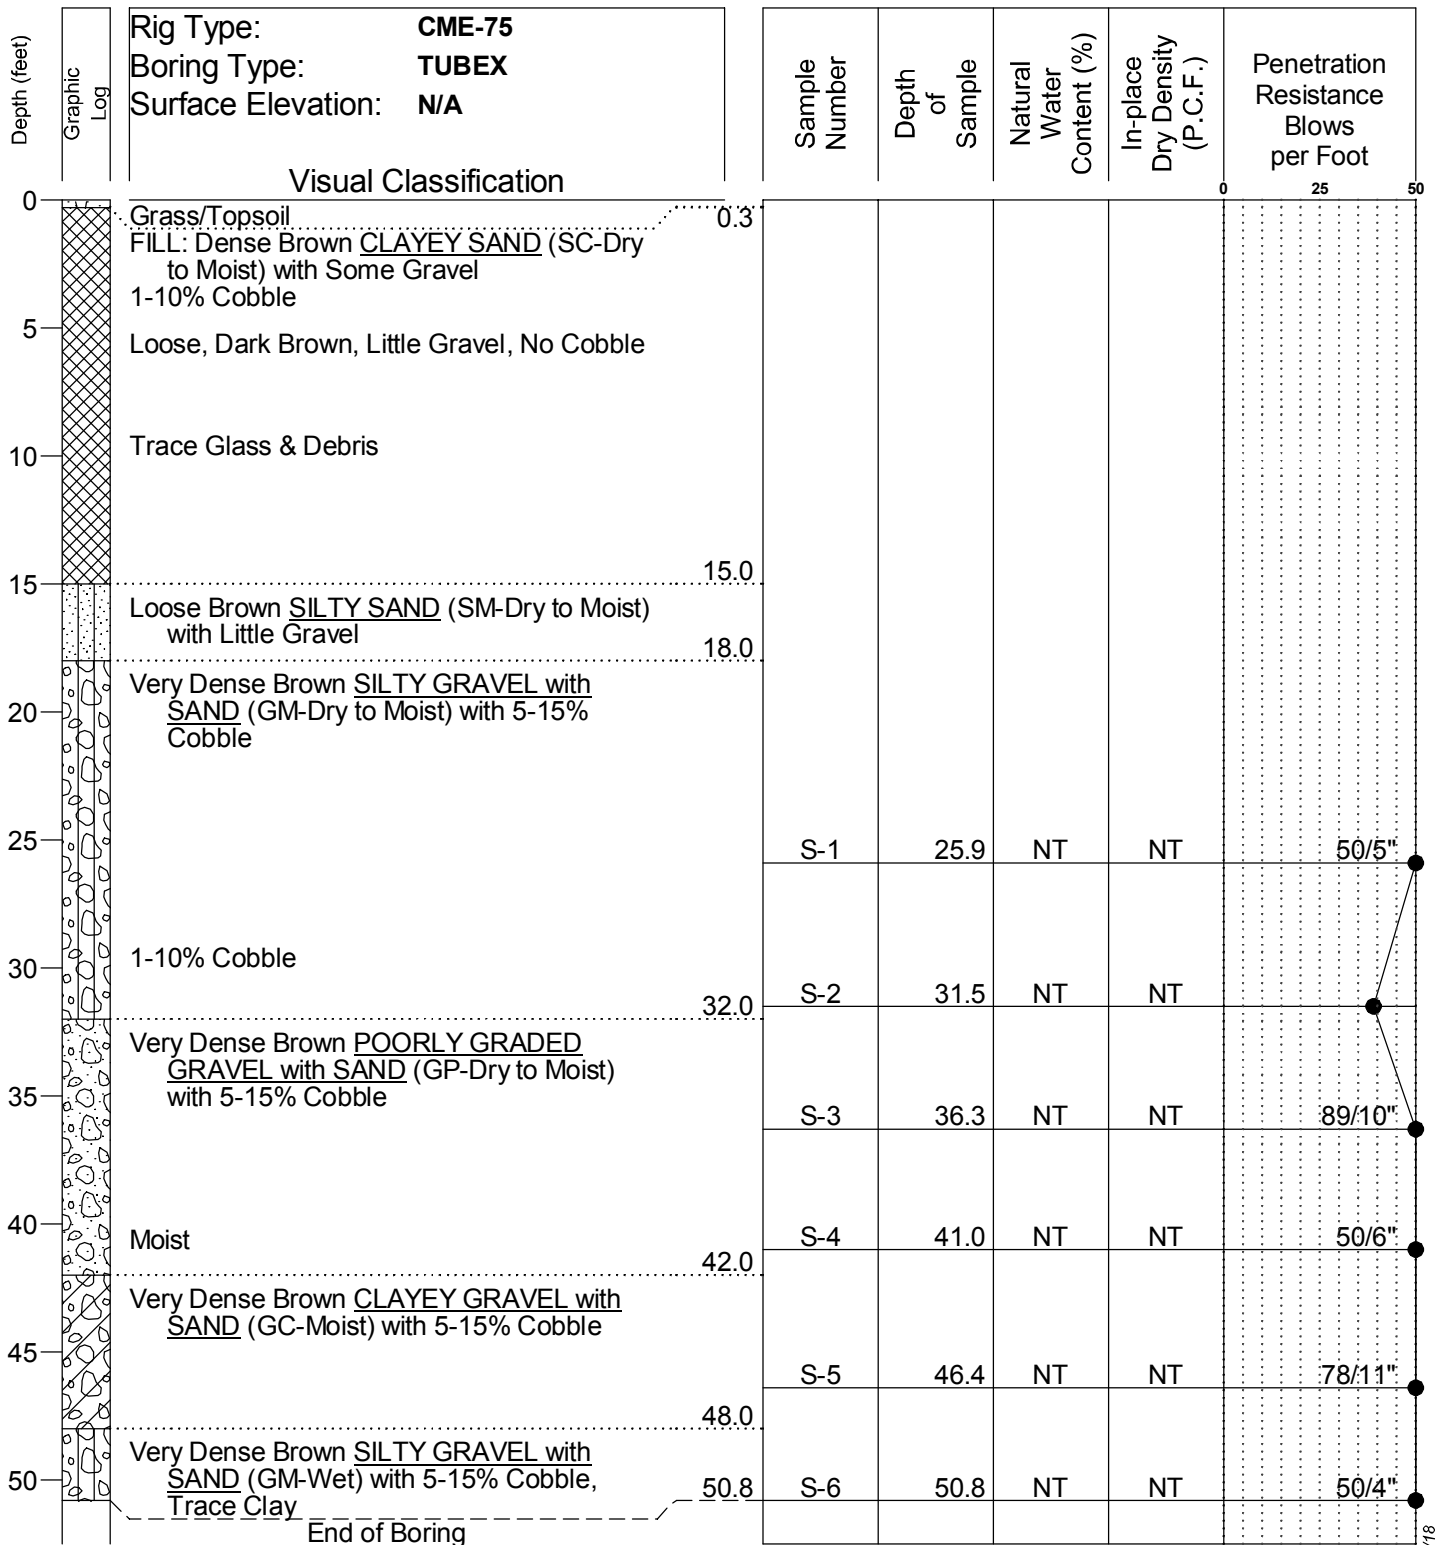 Depth (feet)
Graphic
Log
Rig Type: CME-75
Boring Type: TUBEX
Surface Elevation: N/A
Visual Classification
Sample
Number
Depth
of
Sample
Natural
Water
Content (%)
In-place
Dry Density
(P.C.F.)
Penetration
Resistance
Blows
per Foot
0 25 50
0
Grass/Topsoil 0.3
FILL: Dense Brown CLAYEY SAND (SC-Dry
to Moist) with Some Gravel
1-10% Cobble
5
Loose, Dark Brown, Little Gravel, No Cobble
10
Trace Glass & Debris
15.0
15
Loose Brown SILTY SAND (SM-Dry to Moist)
with Little Gravel
18.0
Very Dense Brown SILTY GRAVEL with
SAND (GM-Dry to Moist) with 5-15%
Cobble
20
25
S-1 25.9 NT NT 50/5"
1-10% Cobble
30
S-2 31.5 NT NT
32.0
Very Dense Brown POORLY GRADED
GRAVEL with SAND (GP-Dry to Moist)
with 5-15% Cobble
35
S-3 36.3 NT NT 89/10"
40
Moist
S-4 41.0 NT NT 50/6"
42.0
Very Dense Brown CLAYEY GRAVEL with
SAND (GC-Moist) with 5-15% Cobble
45
S-5 46.4 NT NT 78/11"
48.0
Very Dense Brown SILTY GRAVEL with
SAND (GM-Wet) with 5-15% Cobble,
Trace Clay
50
50.8 S-6 50.8 NT NT 50/4"
End of Boring
/18